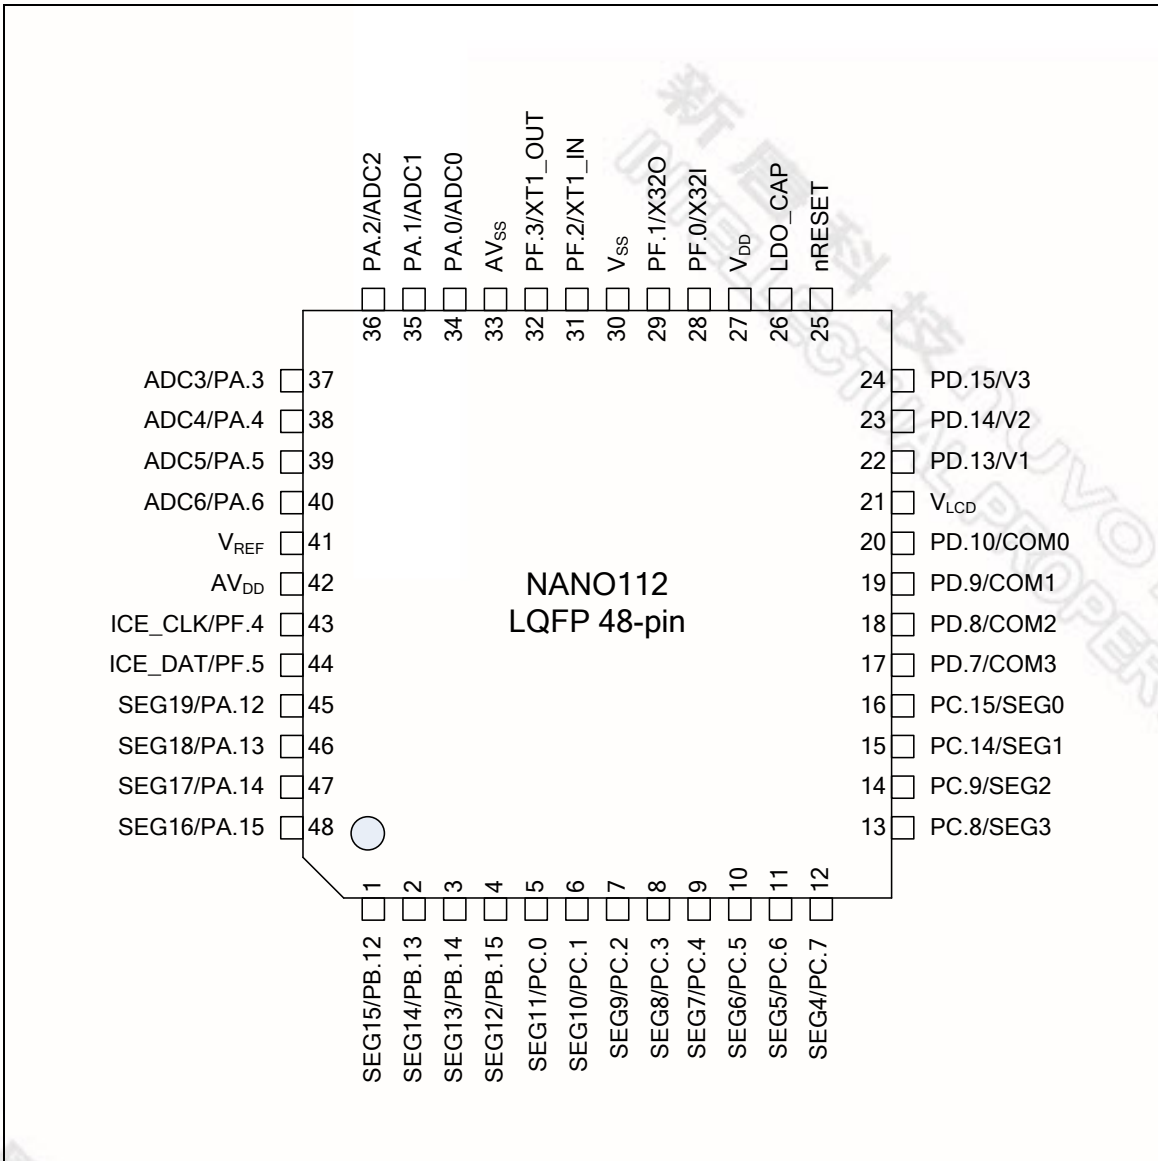 PA.2/ADC2
PA.1/ADC1
PA.0/ADC0
AVSS
PF.3/XT1_OUT
PF.2/XT1_IN
VSS
PF.1/X32O
PF.0/X32I
VDD
LDO_CAP
nRESET
36
35
34
33
32
31
30
29
28
27
26
25
ADC3/PA.3 37
ADC4/PA.4 38
ADC5/PA.5 39
ADC6/PA.6 40
VREF 41
AVDD 42
ICE_CLK/PF.4 43
ICE_DAT/PF.5 44
SEG19/PA.12 45
SEG18/PA.13 46
SEG17/PA.14 47
SEG16/PA.15 48
NANO112
LQFP 48-pin
24 PD.15/V3
23 PD.14/V2
22 PD.13/V1
21 VLCD
20 PD.10/COM0
19 PD.9/COM1
18 PD.8/COM2
17 PD.7/COM3
16 PC.15/SEG0
15 PC.14/SEG1
14 PC.9/SEG2
13 PC.8/SEG3
1
2
3
4
5
6
7
8
9
10
11
12
SEG15/PB.12
SEG14/PB.13
SEG13/PB.14
SEG12/PB.15
SEG11/PC.0
SEG10/PC.1
SEG9/PC.2
SEG8/PC.3
SEG7/PC.4
SEG6/PC.5
SEG5/PC.6
SEG4/PC.7
新唐科技 NUVO
INTELLECTUAL